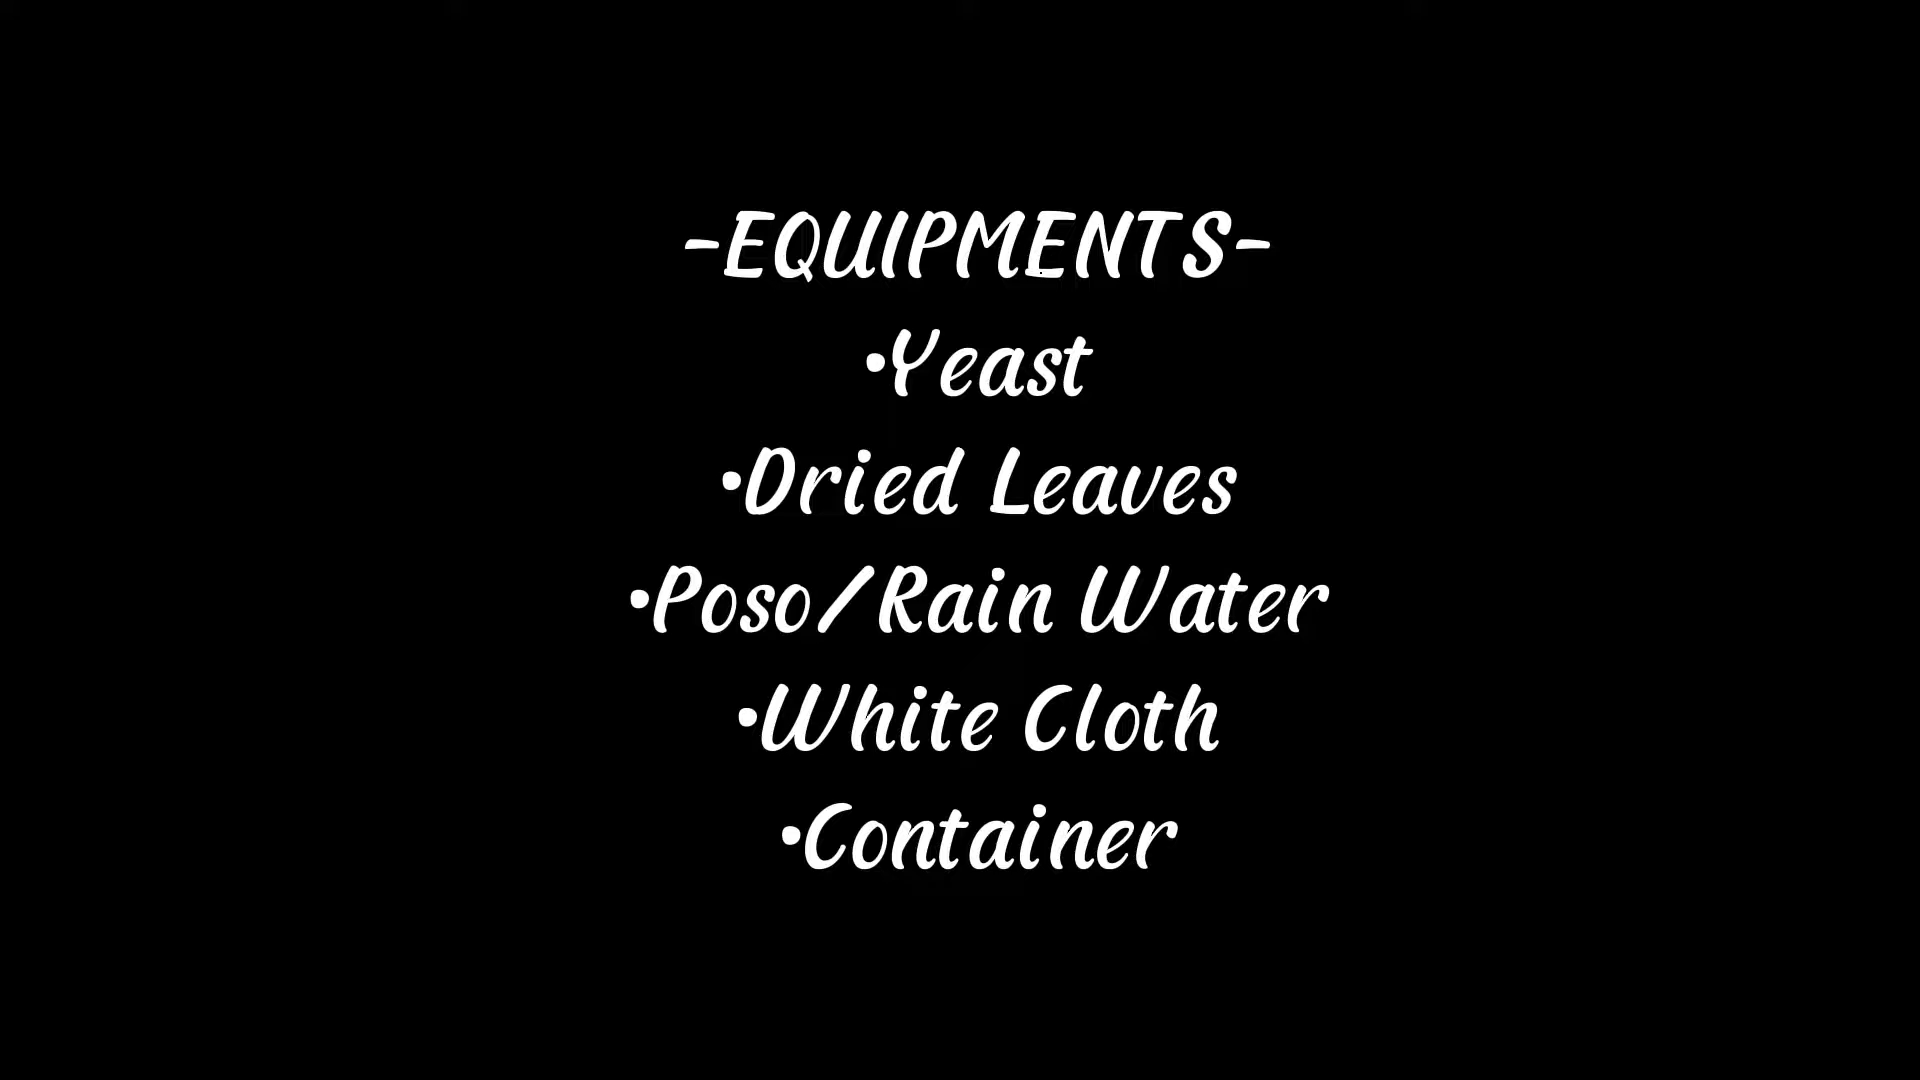 -EQUIPMENTS-
•Yeast
•Dried Leaves
•Poso/Rain Water
•White Cloth
•Container